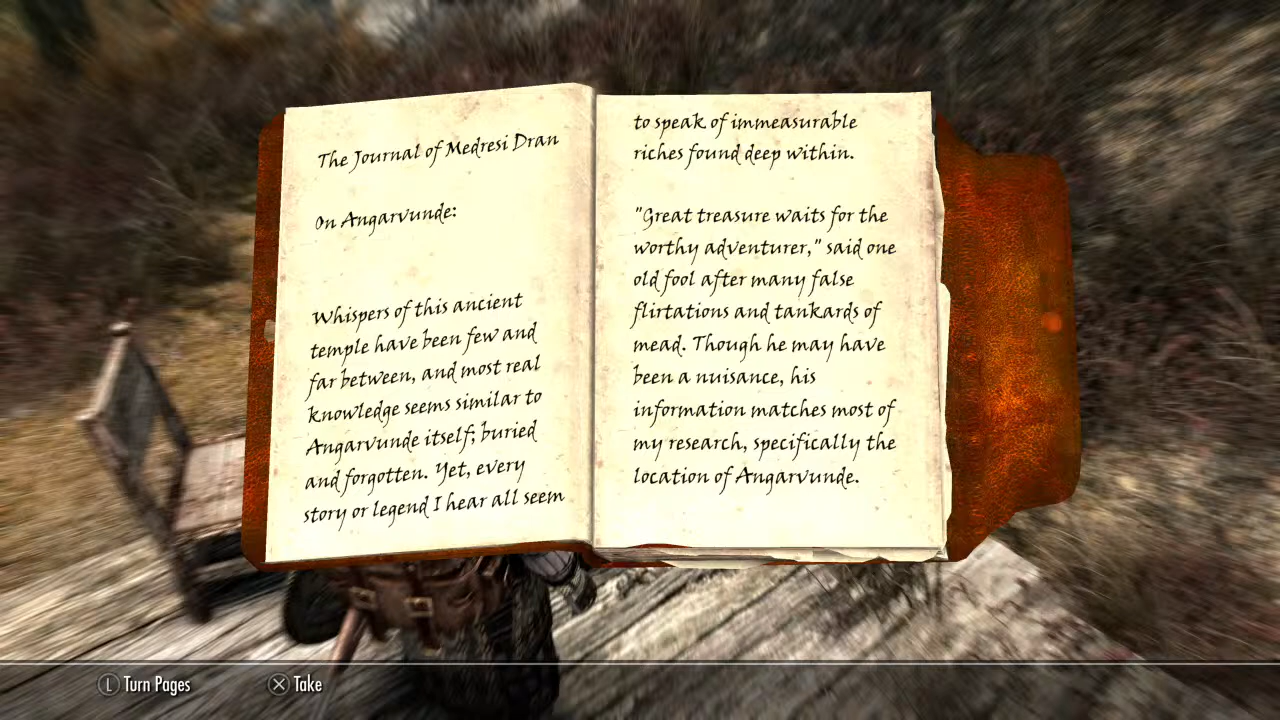 The Journal of Medresi Dran
On Angarvunde:
Whispers of this ancient
temple have been few and
far between, and most real
knowledge seems similar to
Angarvunde itself; buried
and forgotten. Yet, every
story or legend I hear all seem
to speak of immeasurable
riches found deep within.
"Great treasure waits for the
worthy adventurer," said one
old fool after many false
flirtations and tankards of
mead. Though he may have
been a nuisance, his
information matches most of
my research, specifically the
location of Angarvunde.
L Turn Pages
X Take